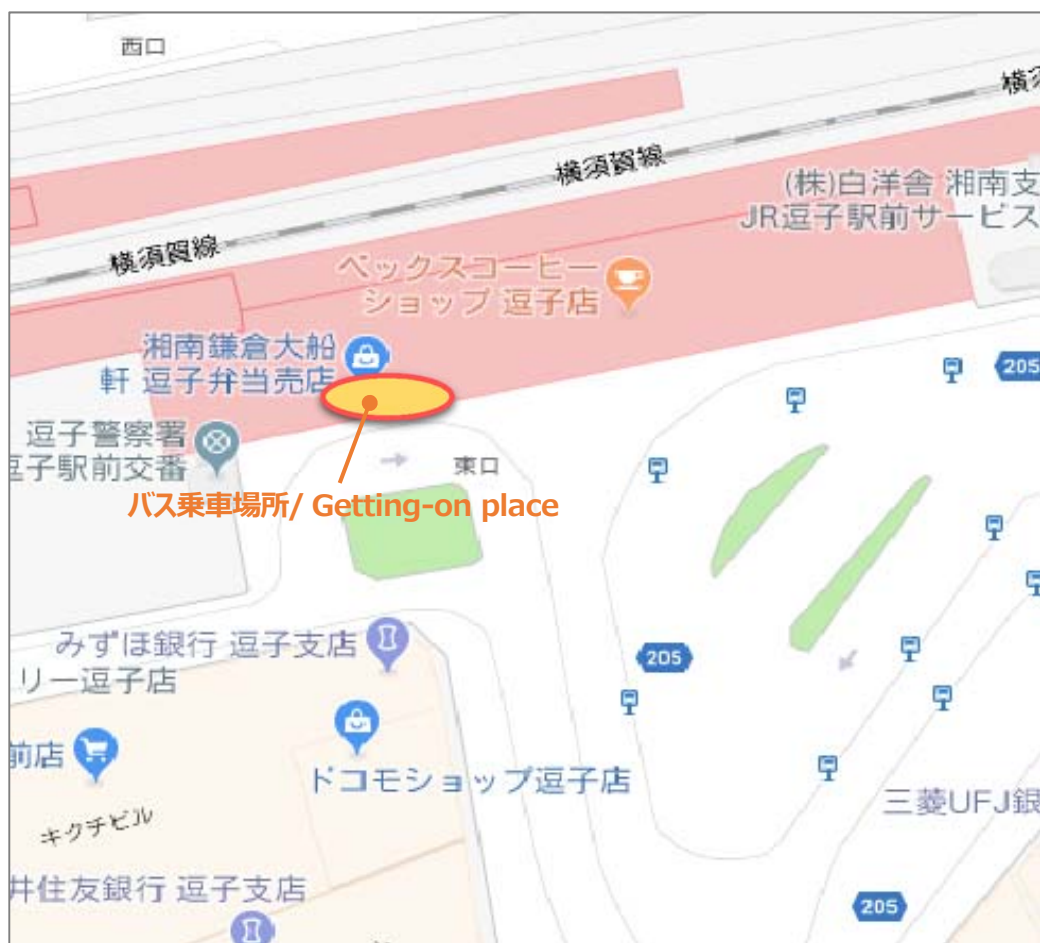 西口
横須賀線
横須賀線
(株)白洋舎 湘南支
JR逗子駅前サービス
ベックスコーヒー
ショップ 逗子店
湘南鎌倉大船
軒 逗子弁当売店
205
逗子警察署
逗子駅前交番
東口
バス乗車場所/ Getting-on place
みずほ銀行 逗子支店
リー逗子店
205
前店
ドコモショップ逗子店
三菱UFJ銀
キクチビル
井住友銀行 逗子支店
205